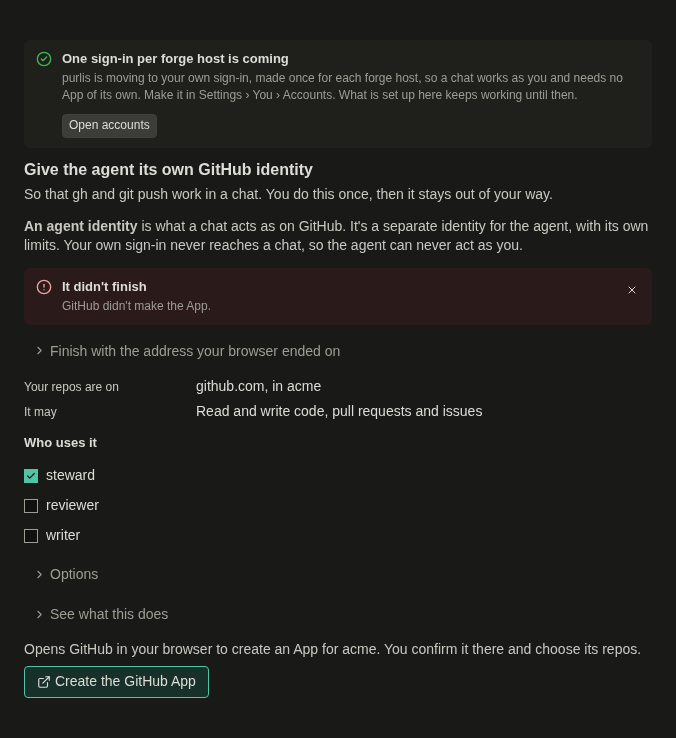 One sign-in per forge host is coming
purlis is moving to your own sign-in, made once for each forge host, so a chat works as you and needs no
App of its own. Make it in Settings › You › Accounts. What is set up here keeps working until then.
Open accounts
Give the agent its own GitHub identity
So that gh and git push work in a chat. You do this once, then it stays out of your way.
An agent identity is what a chat acts as on GitHub. It's a separate identity for the agent, with its own
limits. Your own sign-in never reaches a chat, so the agent can never act as you.
It didn't finish
GitHub didn't make the App.
Finish with the address your browser ended on
Your repos are on github.com, in acme
It may Read and write code, pull requests and issues
Who uses it
steward
reviewer
writer
Options
See what this does
Opens GitHub in your browser to create an App for acme. You confirm it there and choose its repos.
Create the GitHub App